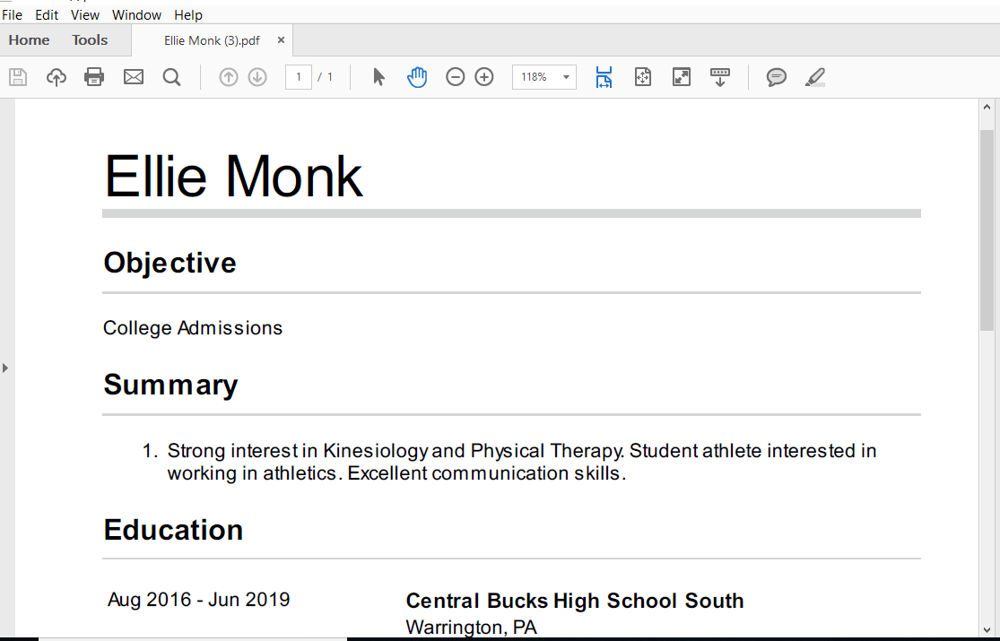 File Edit View Window Help
Home Tools Ellie Monk (3).pdf ×
1 / 1 118%
Ellie Monk
Objective
College Admissions
Summary
1. Strong interest in Kinesiology and Physical Therapy. Student athlete interested in
working in athletics. Excellent communication skills.
Education
Aug 2016 - Jun 2019 Central Bucks High School South
Warrington, PA